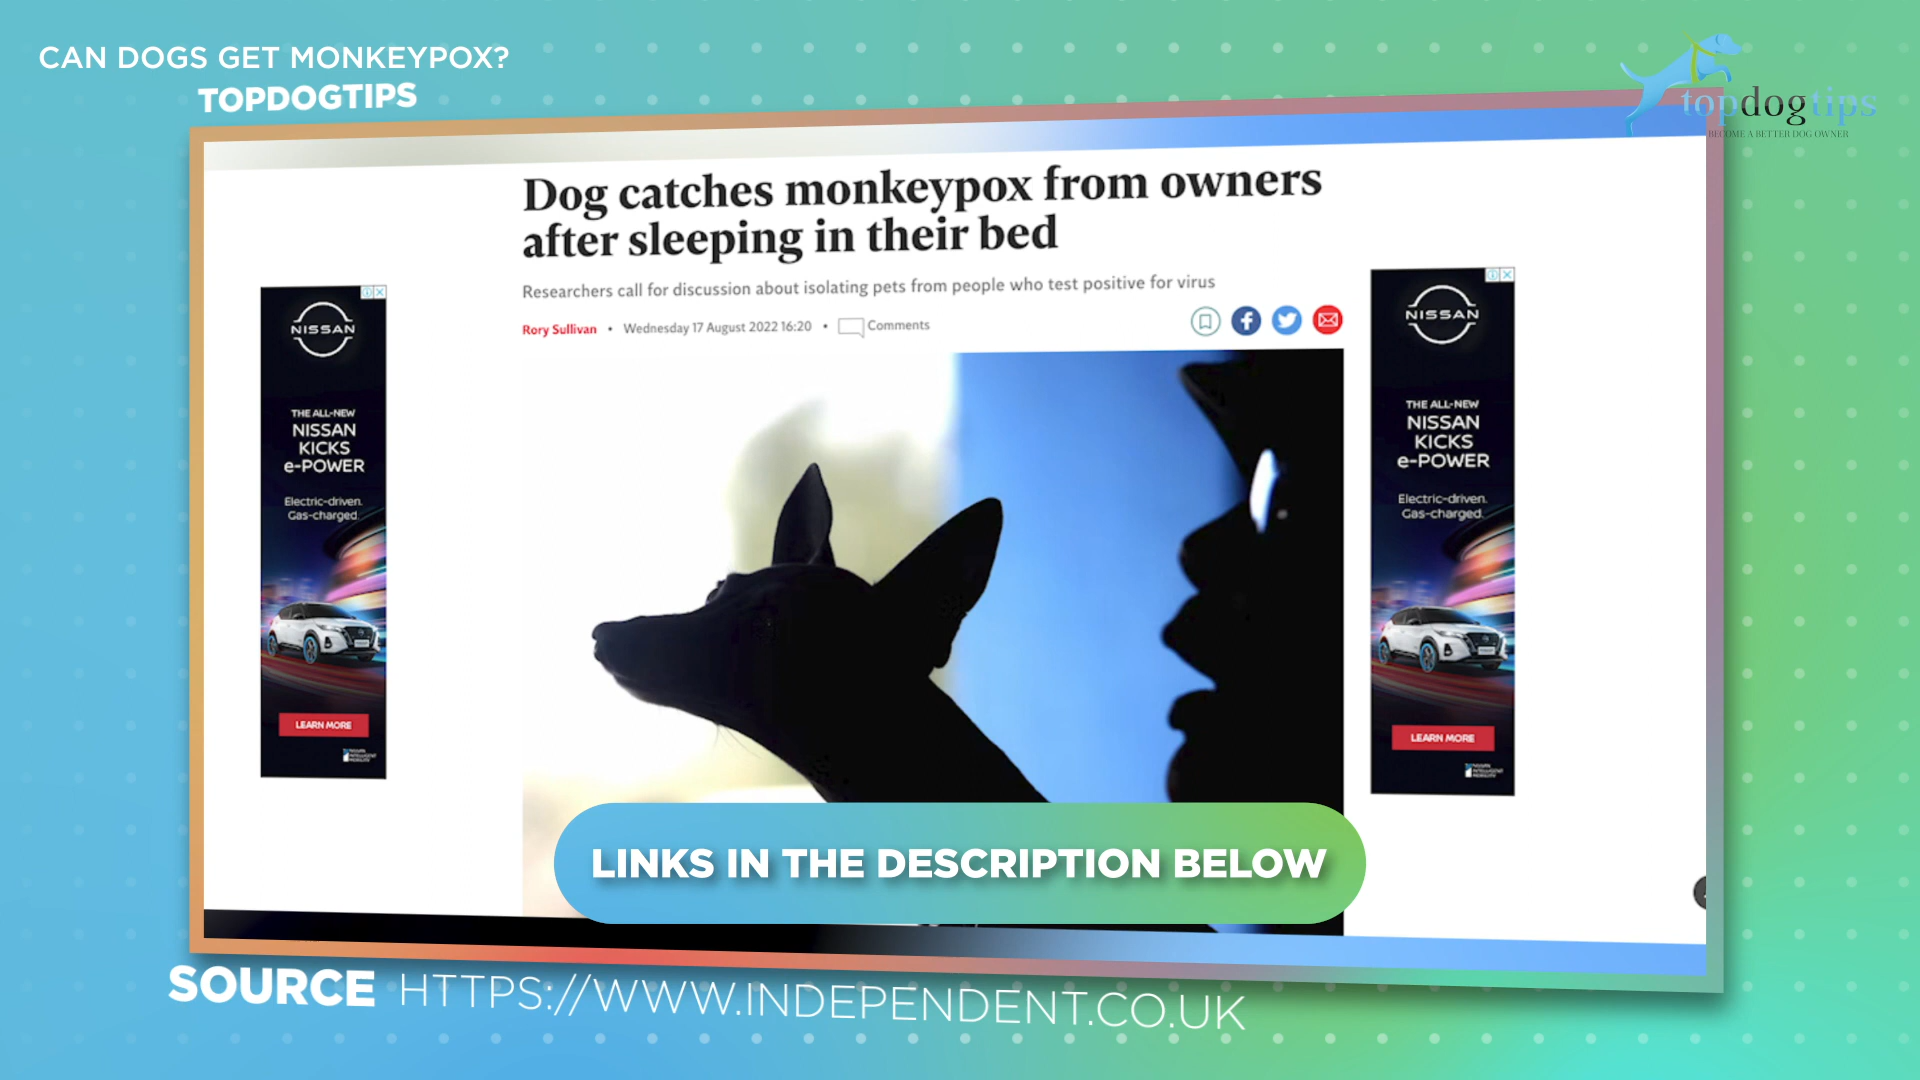 CAN DOGS GET MONKEYPOX?
TOPDOGTIPS
topdogtips
BECOME A BETTER DOG OWNER
Dog catches monkeypox from owners
after sleeping in their bed
Researchers call for discussion about isolating pets from people who test positive for virus
Rory Sullivan • Wednesday 17 August 2022 16:20 • Comments
NISSAN
THE ALL-NEW
NISSAN
KICKS
e-POWER
Electric-driven.
Gas-charged.
LEARN MORE
NISSAN
THE ALL-NEW
NISSAN
KICKS
e-POWER
Electric-driven.
Gas-charged.
LEARN MORE
LINKS IN THE DESCRIPTION BELOW
SOURCE HTTPS://WWW.INDEPENDENT.CO.UK